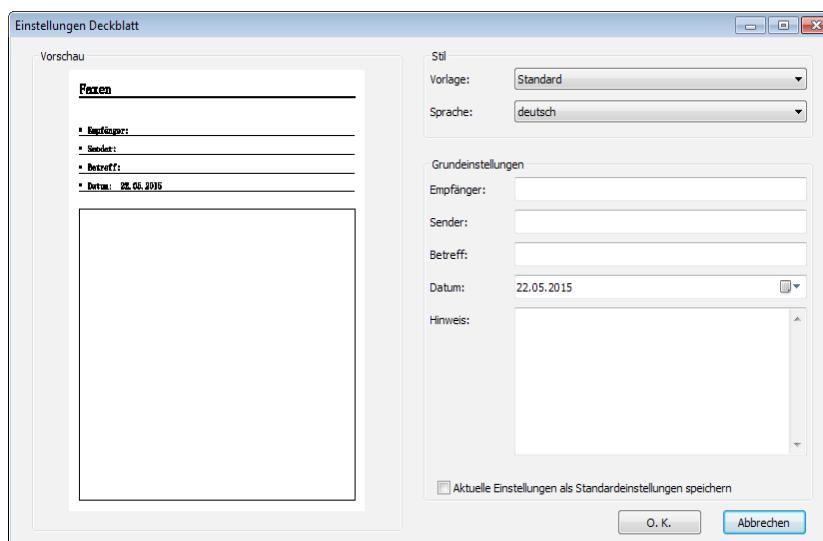 Einstellungen Deckblatt
Vorschau
Faxen
Empfänger:
Sender:
Betreff:
Datum: 22.05.2015
Stil
Vorlage: Standard
Sprache: deutsch
Grundeinstellungen
Empfänger:
Sender:
Betreff:
Datum: 22.05.2015
Hinweis:
Aktuelle Einstellungen als Standardeinstellungen speichern
O. K. Abbrechen